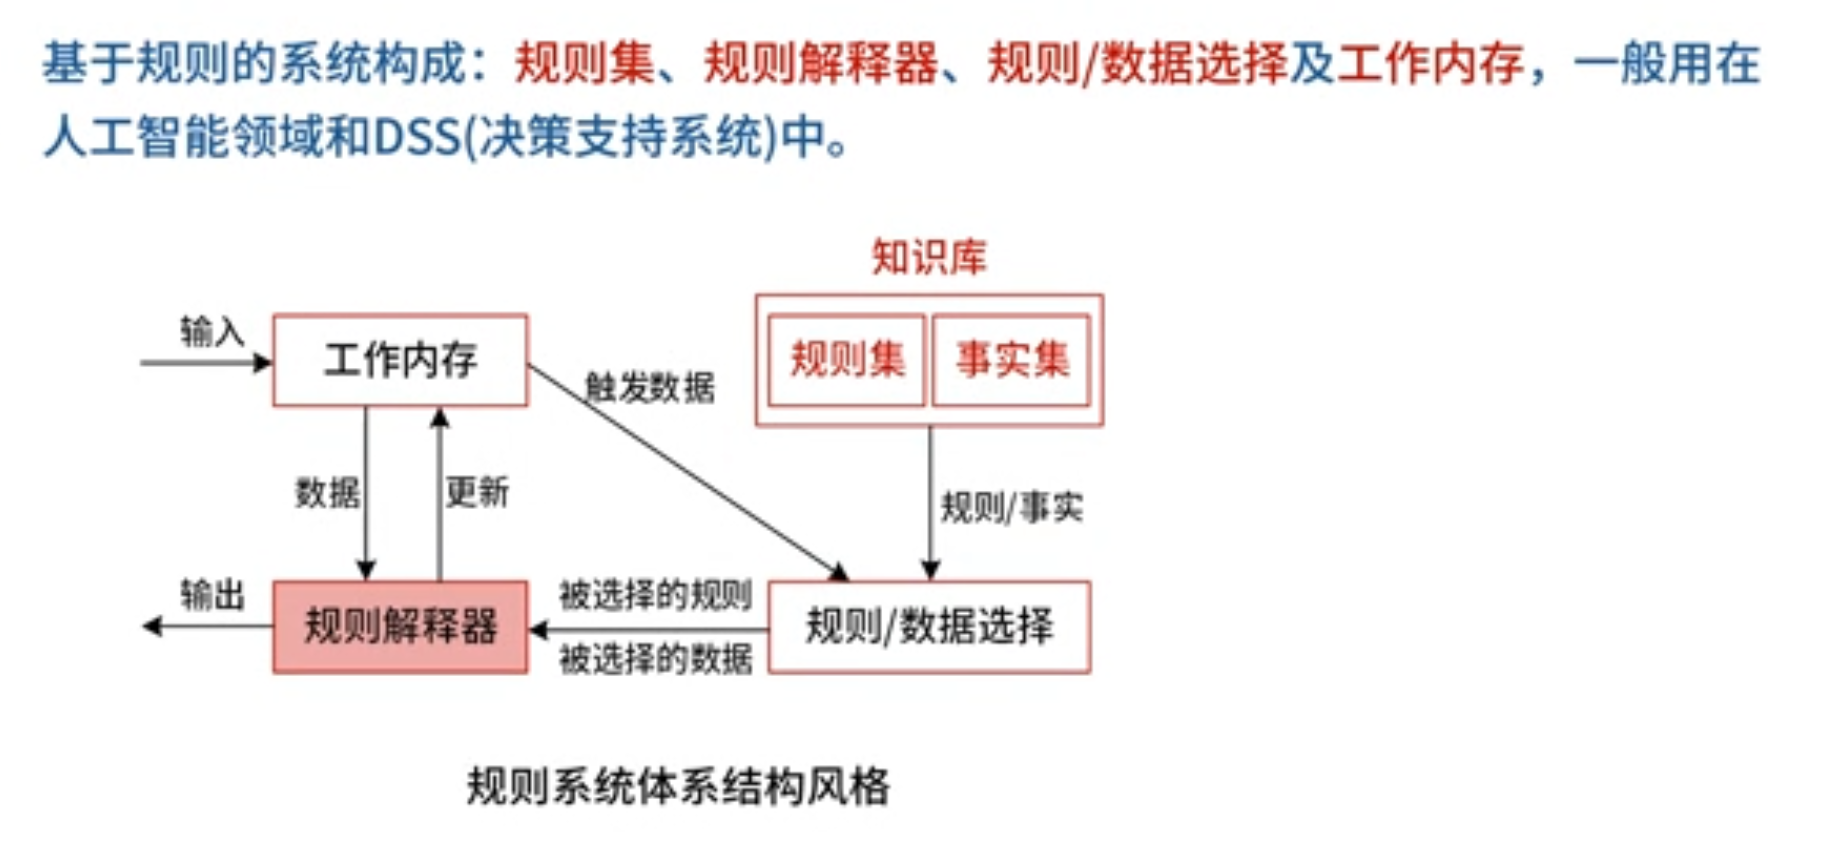 基于规则的系统构成：规则集、规则解释器、规则/数据选择及工作内存，一般用在
人工智能领域和DSS(决策支持系统)中。
知识库
输入
工作内存
规则集
事实集
触发数据
数据
更新
规则/事实
输出
规则解释器
被选择的规则
被选择的数据
规则/数据选择
规则系统体系结构风格